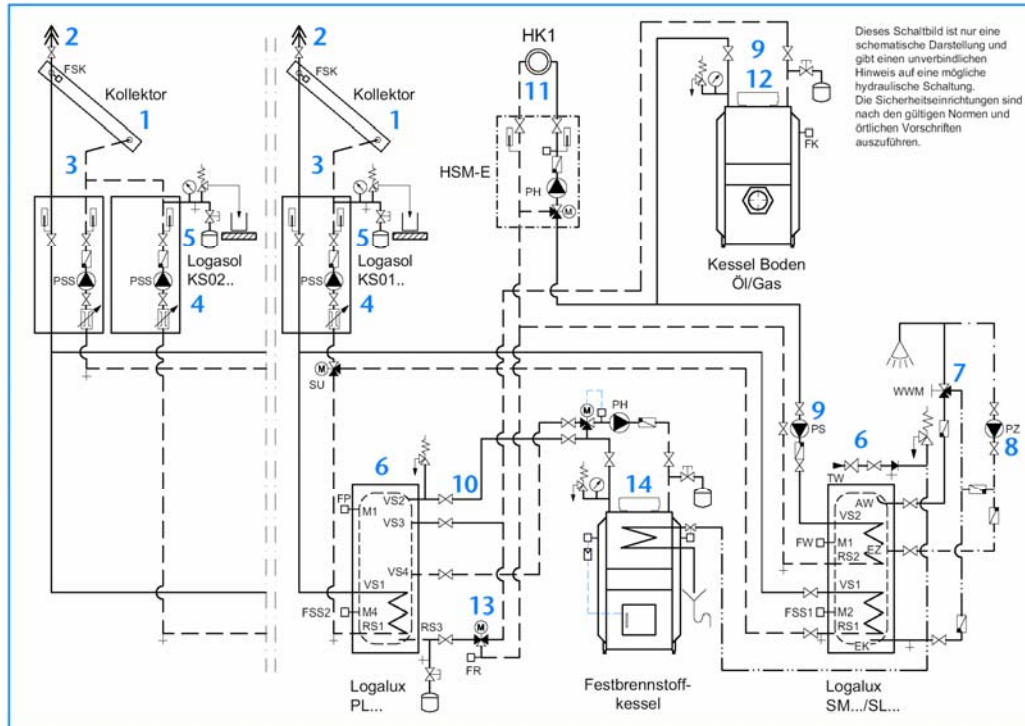 2
2
HK1
9
12
Dieses Schaltbild ist nur eine
schematische Darstellung und
gibt einen unverbindlichen
Hinweis auf eine mögliche
hydraulische Schaltung.
Die Sicherheitseinrichtungen sind
nach den gültigen Normen und
örtlichen Vorschriften
auszuführen.
FSK
Kollektor
1
FSK
Kollektor
1
11
FK
3
3
HSM-E
PH
M
5
Logasol
KS02..
5
Logasol
KS01..
Kessel Boden
Öl/Gas
PSS
PSS
4
PSS
4
M
SU
7
WWM
9
PS
PZ
8
M
PH
6
6
TW
10
14
FP
M1
VS2
VS3
VS4
VS1
FSS2
M4
RS1
RS3
13
M
FR
AW
VS2
FW
M1
RS2
EZ
VS1
FSS1
M2
RS1
EK
Logalux
PL...
Festbrennstoff-
kessel
Logalux
SM.../SL...